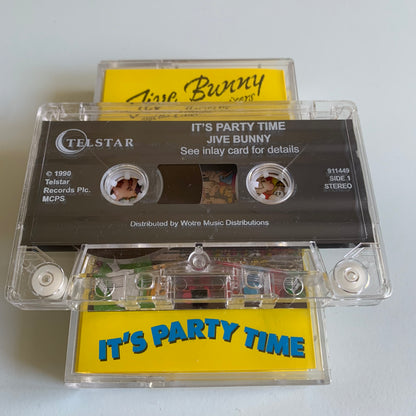 Jive Bunny
TELSTAR
IT'S PARTY TIME
JIVE BUNNY
See inlay card for details
© 1990
Telstar
Records Plc.
MCPS
911449
SIDE 1
STEREO
Distributed by Wotre Music Distributions
IT'S PARTY TIME